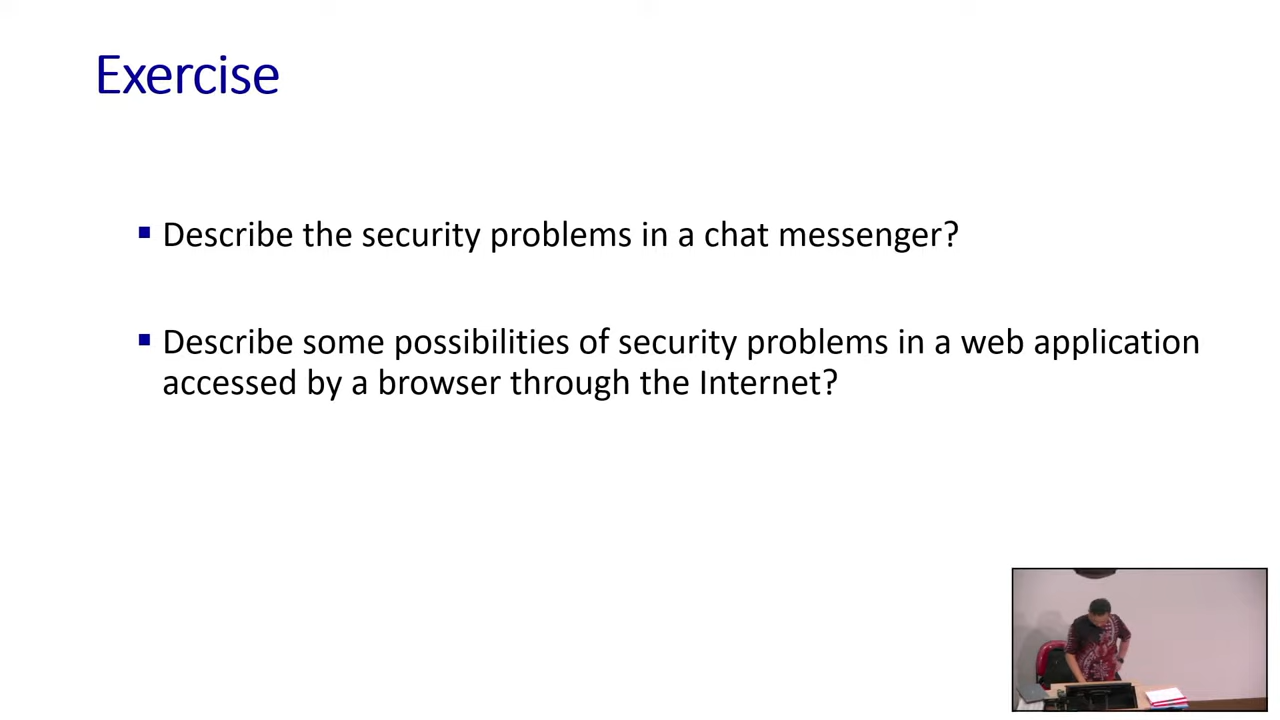 Exercise
▪ Describe the security problems in a chat messenger?
▪ Describe some possibilities of security problems in a web application
accessed by a browser through the Internet?